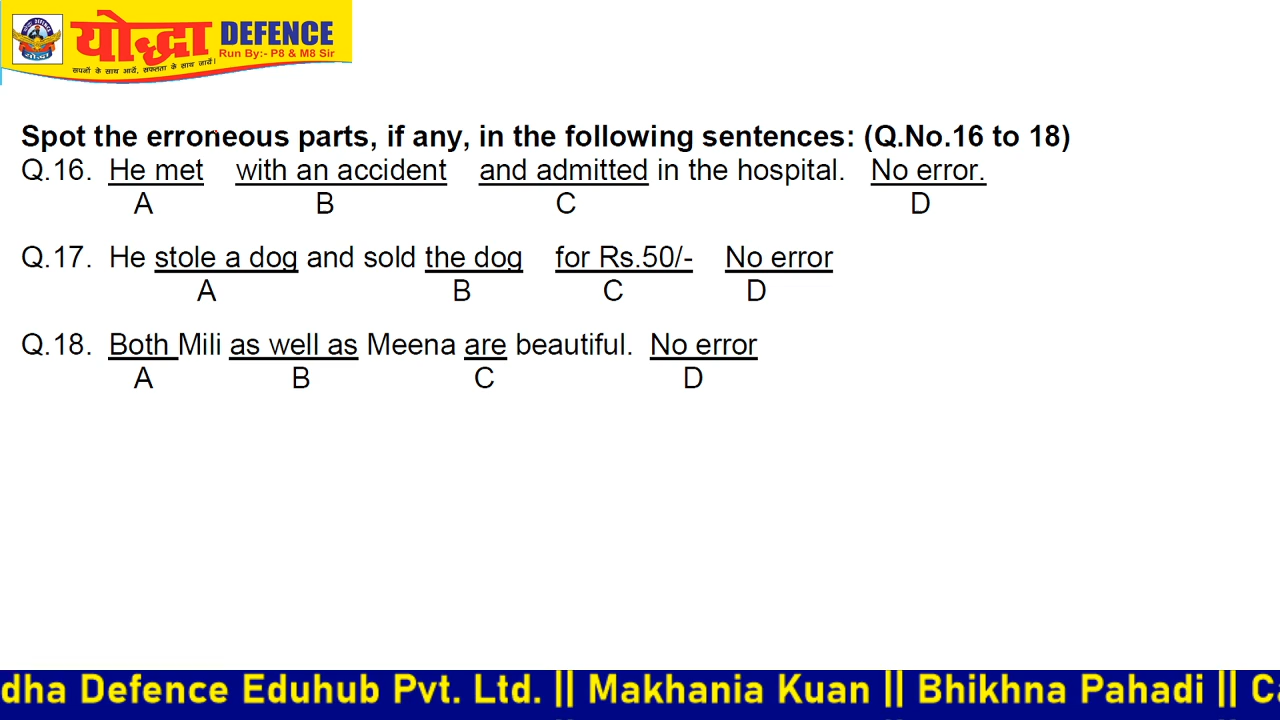 योद्धा DEFENCE
Run By:- P8 & M8 Sir
सपनों के साथ आयें, सफलता के साथ जायें।
Spot the erroneous parts, if any, in the following sentences: (Q.No.16 to 18)
Q.16. He met with an accident and admitted in the hospital. No error.
A B C D
Q.17. He stole a dog and sold the dog for Rs.50/- No error
A B C D
Q.18. Both Mili as well as Meena are beautiful. No error
A B C D
dha Defence Eduhub Pvt. Ltd. || Makhania Kuan || Bhikhna Pahadi || Ca